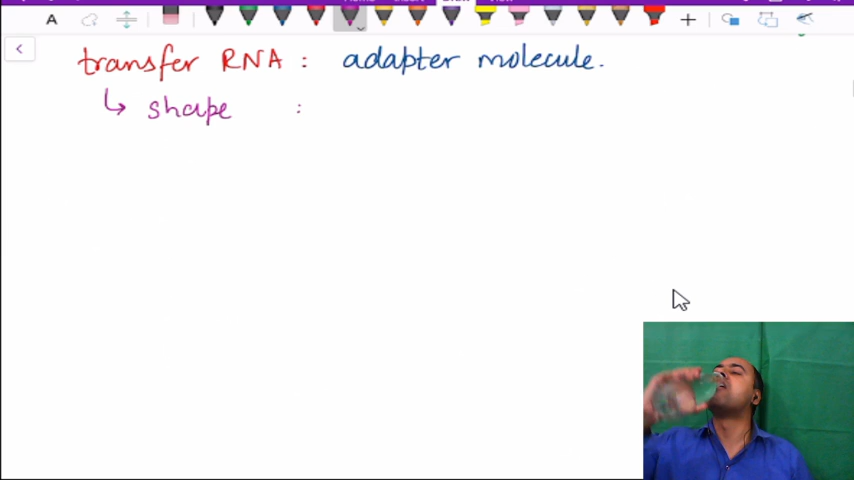 A
transfer RNA : adapter molecule.
↳ shape :